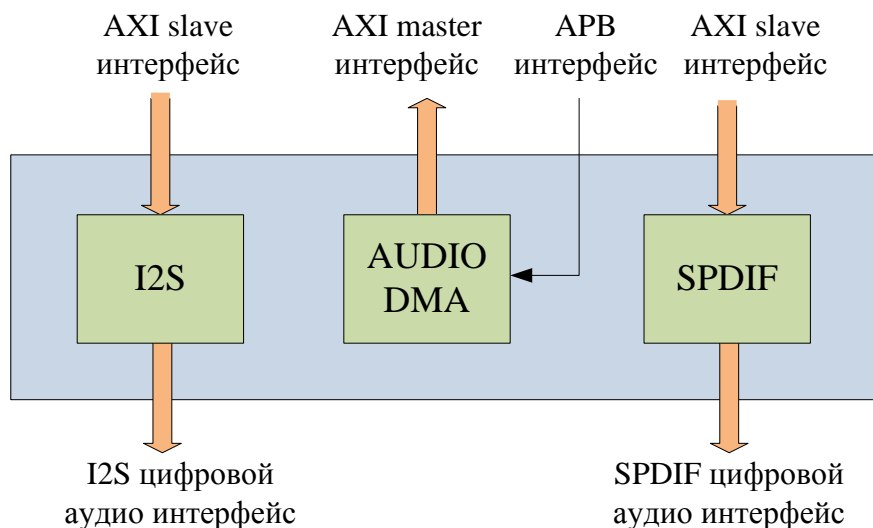 AXI slave
интерфейс
AXI master
интерфейс
APB
интерфейс
AXI slave
интерфейс
I2S
AUDIO
DMA
SPDIF
I2S цифровой
аудио интерфейс
SPDIF цифровой
аудио интерфейс